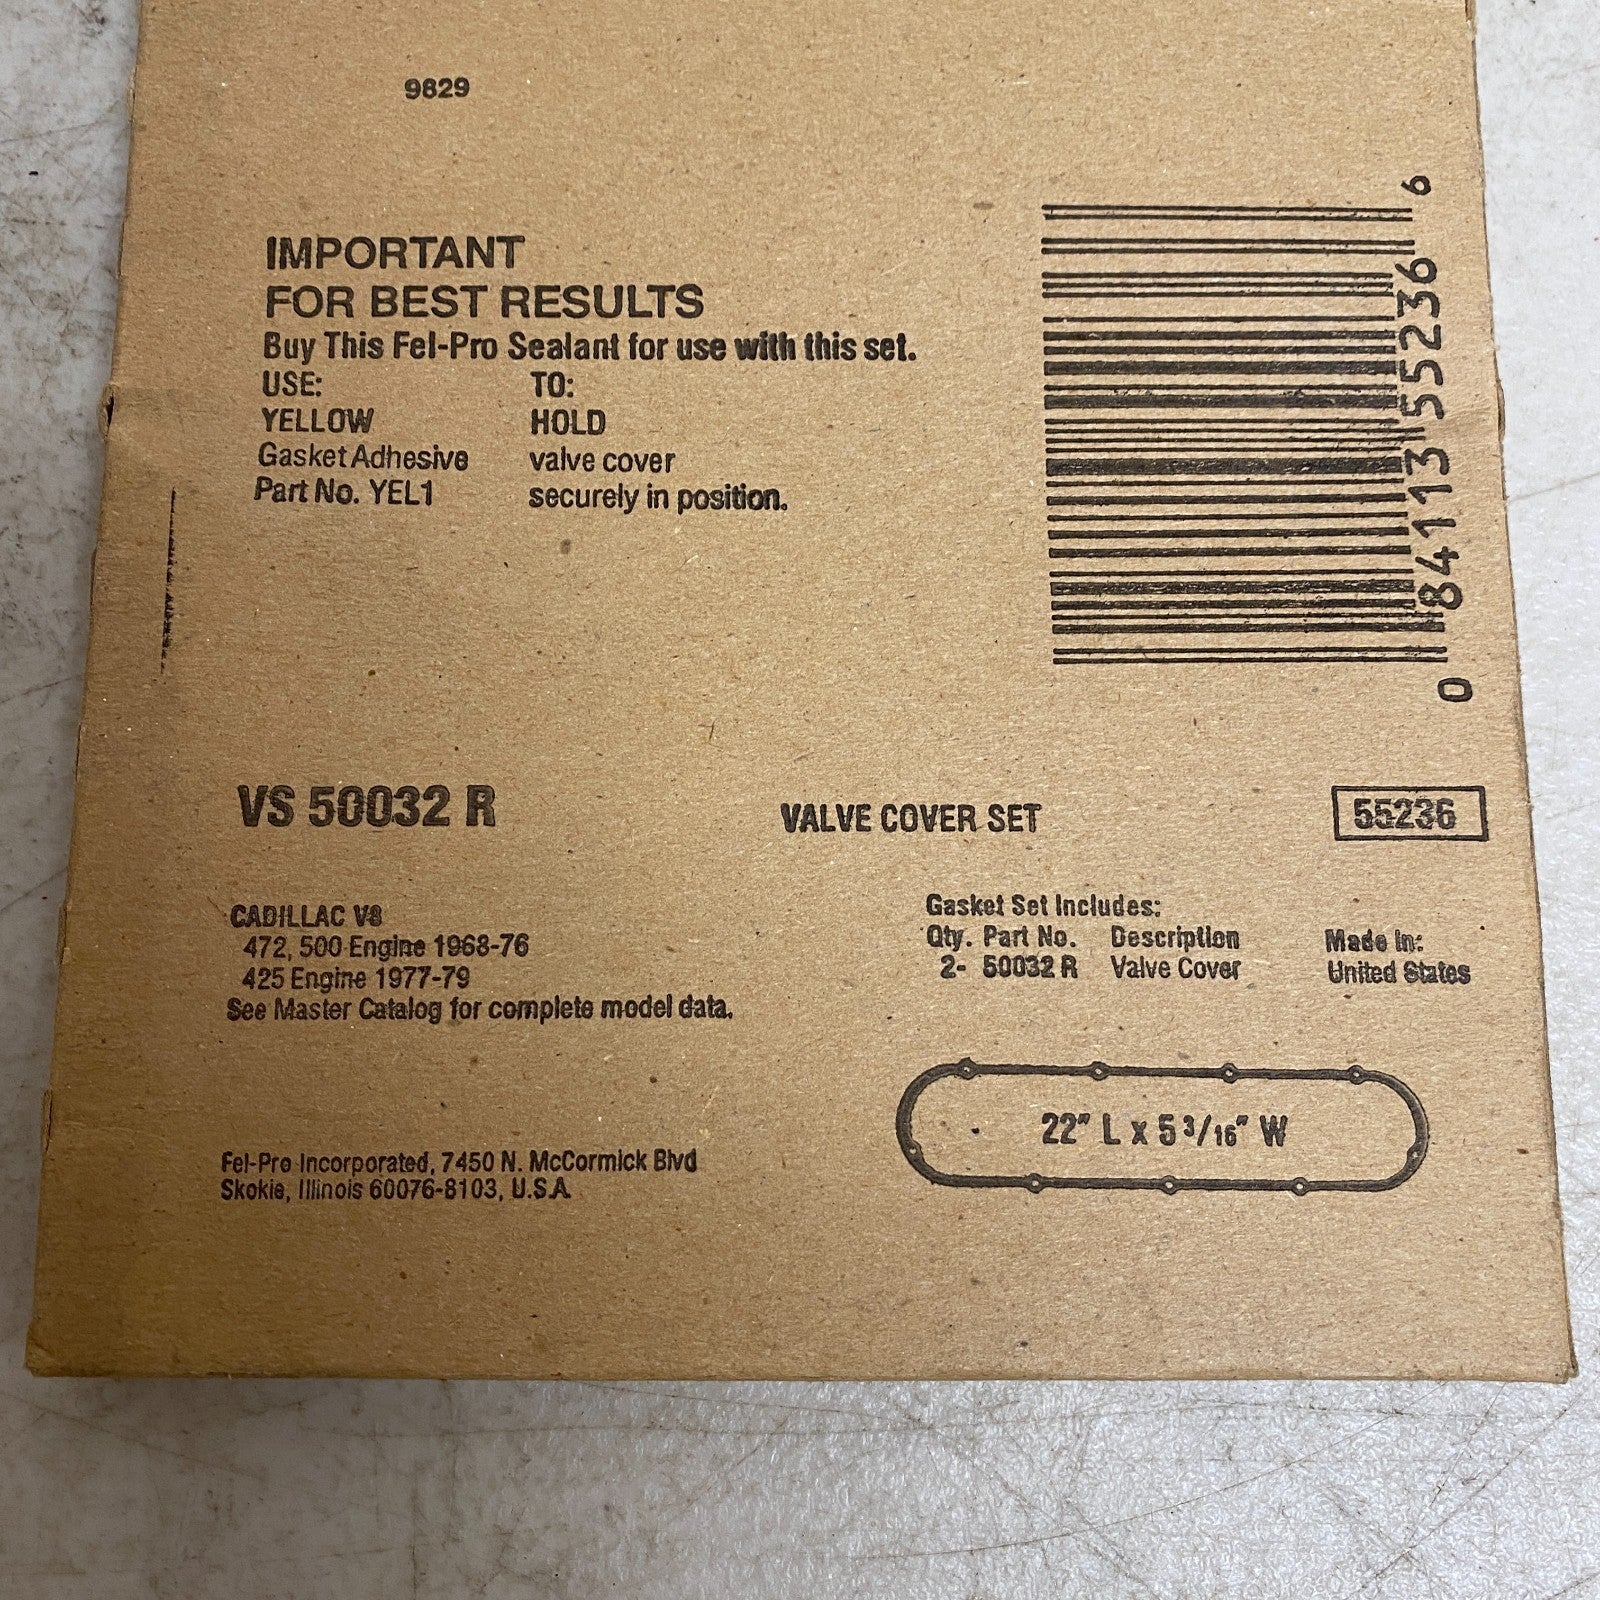 9829
IMPORTANT
FOR BEST RESULTS
Buy This Fel-Pro Sealant for use with this set.
USE: TO:
YELLOW HOLD
Gasket Adhesive valve cover
Part No. YEL1 securely in position.
0 84113 55236 6
VS 50032 R VALVE COVER SET 55236
CADILLAC V8
472, 500 Engine 1968-76
425 Engine 1977-79
See Master Catalog for complete model data.
Gasket Set Includes:
Qty. Part No. Description
2- 50032 R Valve Cover
Made In:
United States
22" L x 5 3/16" W
Fel-Pro Incorporated, 7450 N. McCormick Blvd
Skokie, Illinois 60076-8103, U.S.A.